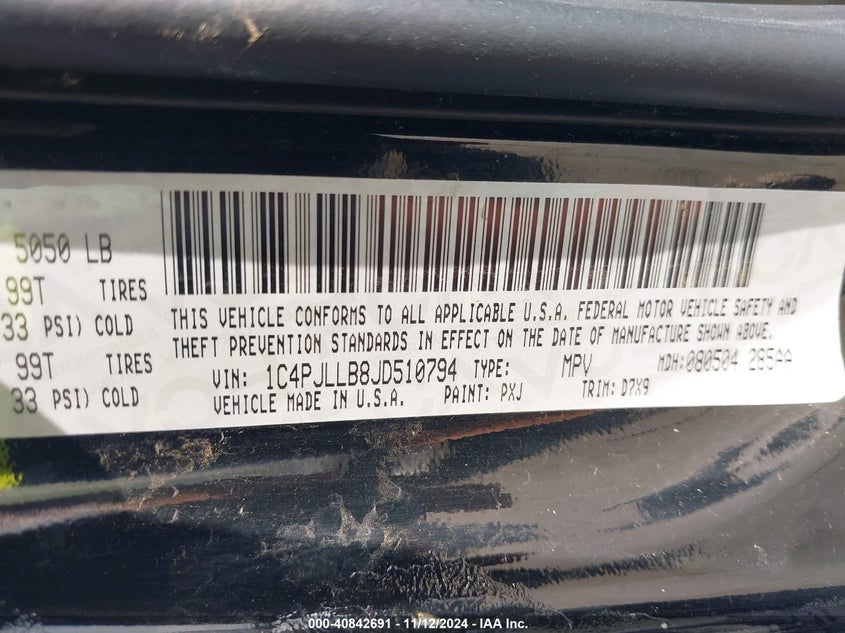 5050 LB
99T TIRES
33 PSI) COLD
99T TIRES
33 PSI) COLD
THIS VEHICLE CONFORMS TO ALL APPLICABLE U.S.A. FEDERAL MOTOR VEHICLE SAFETY AND
THEFT PREVENTION STANDARDS IN EFFECT ON THE DATE OF MANUFACTURE SHOWN ABOVE.
VIN: 1C4PJLLB8JD510794 TYPE: MPV MDH:080504 285AA
VEHICLE MADE IN U.S.A. PAINT: PXJ TRIM: D7X9
000-40842691 - 11/12/2024 - IAA Inc.